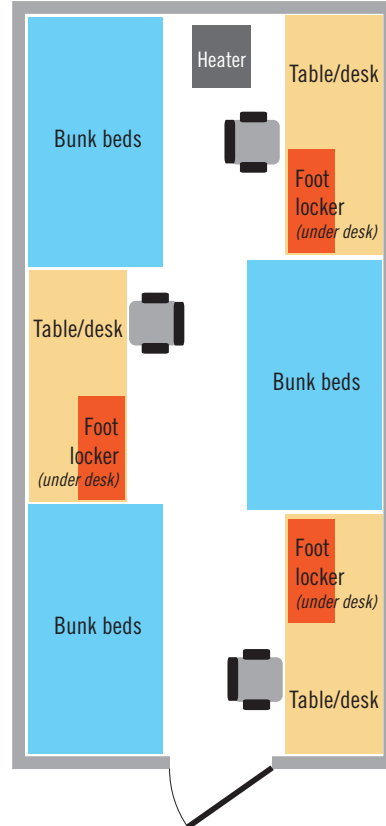 Heater
Table/desk
Bunk beds
Foot
locker
(under desk)
Table/desk
Bunk beds
Foot
locker
(under desk)
Foot
locker
(under desk)
Bunk beds
Table/desk